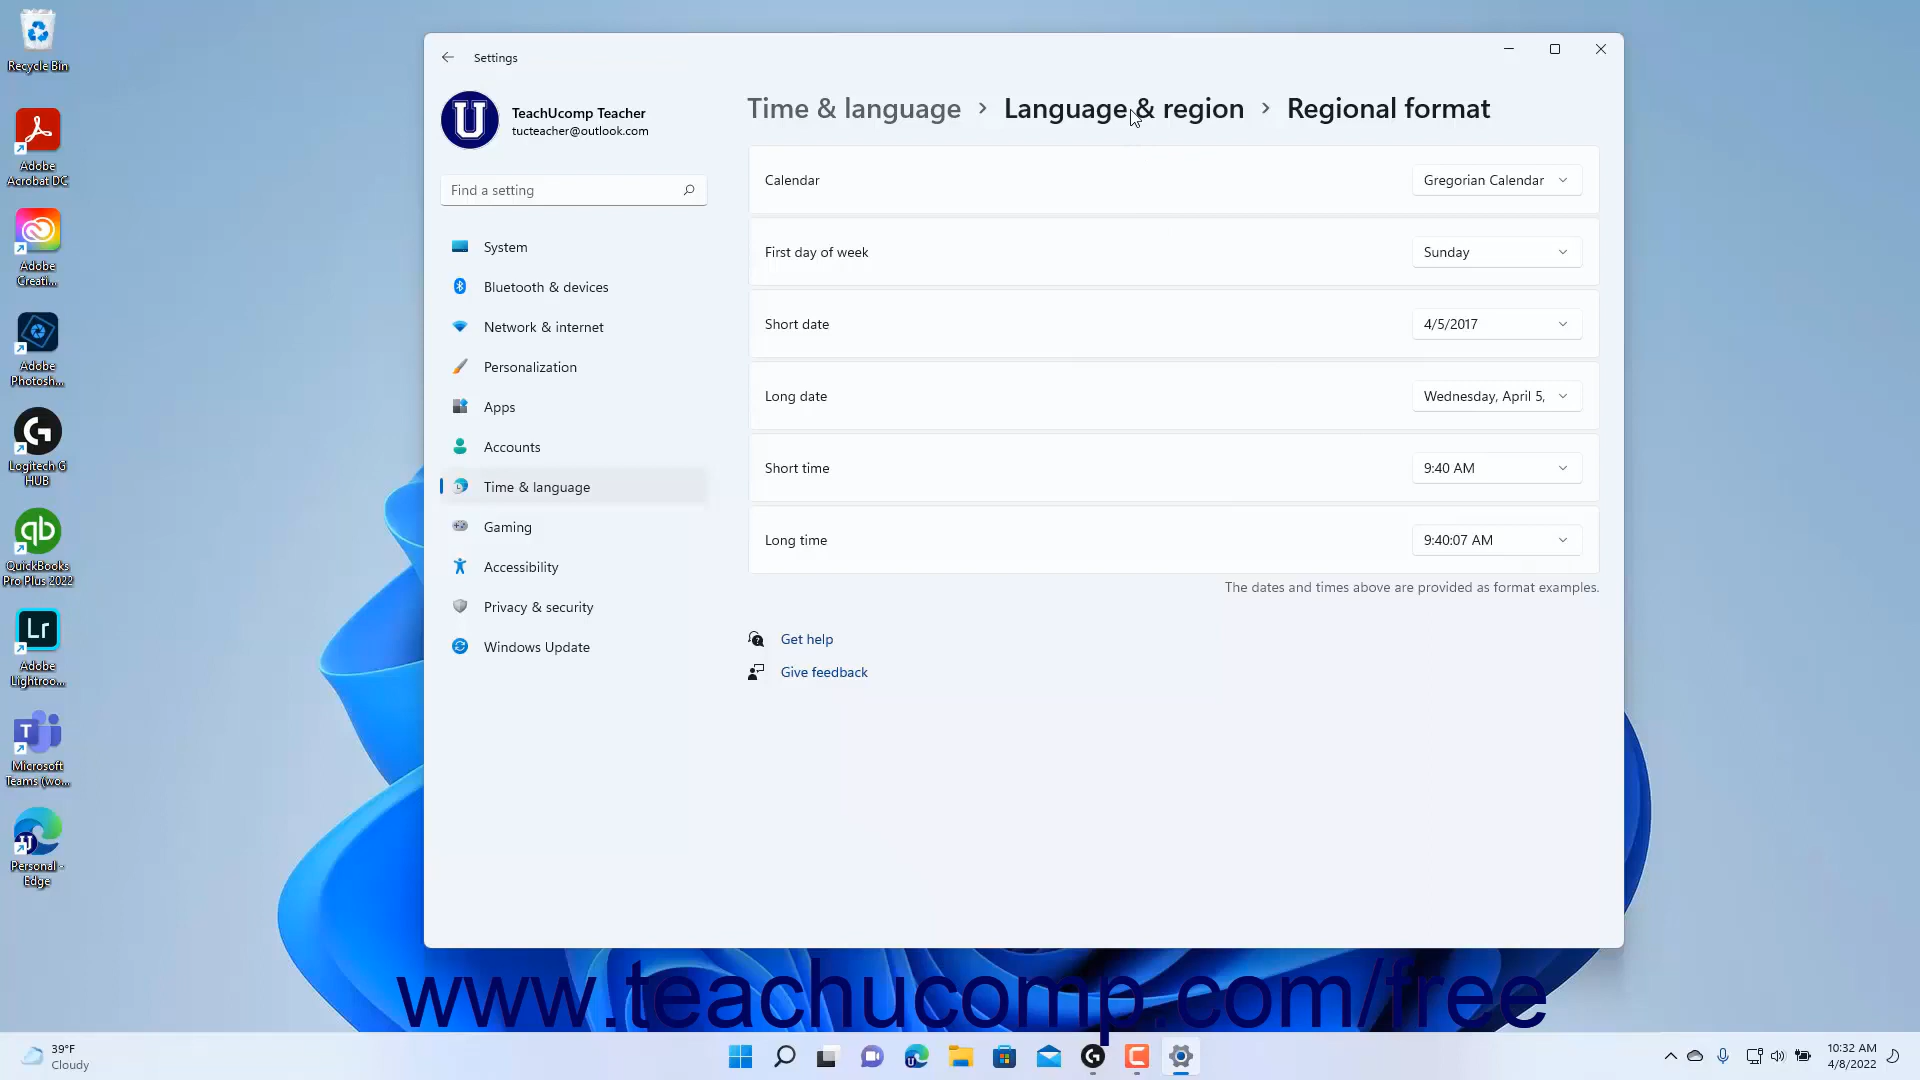 Recycle Bin
Adobe
Acrobat DC
Adobe
Creati...
Adobe
Photosh...
Logitech G
HUB
QuickBooks
Pro Plus 2022
Lr
Adobe
Lightroo...
Microsoft
Teams (wo...
Personal -
Edge
Settings
TeachUcomp Teacher
tucteacher@outlook.com
Find a setting
System
Bluetooth & devices
Network & internet
Personalization
Apps
Accounts
Time & language
Gaming
Accessibility
Privacy & security
Windows Update
Time & language > Language & region > Regional format
Calendar Gregorian Calendar
First day of week Sunday
Short date 4/5/2017
Long date Wednesday, April 5,
Short time 9:40 AM
Long time 9:40:07 AM
The dates and times above are provided as format examples.
Get help
Give feedback
www.teachucomp.com/free
39°F
Cloudy
10:32 AM
4/8/2022